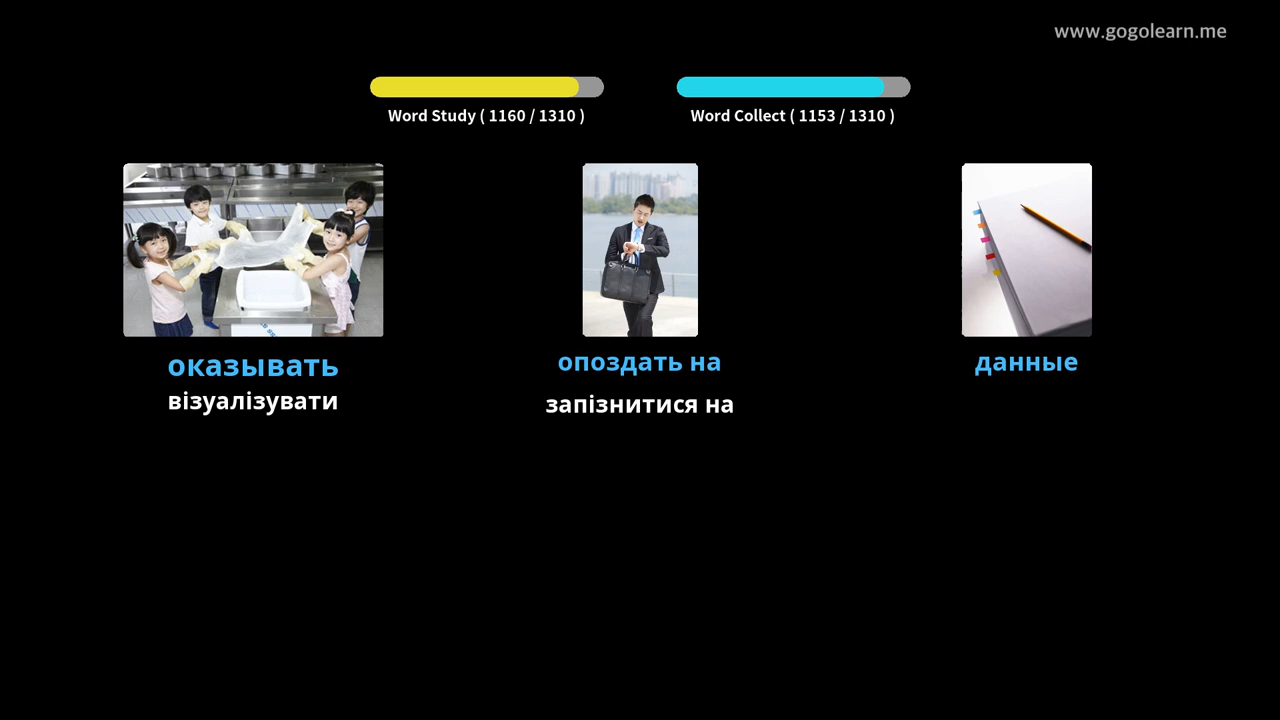 www.gogolearn.me
Word Study ( 1160 / 1310 )
Word Collect ( 1153 / 1310 )
оказывать
візуалізувати
опоздать на
запізнитися на
данные